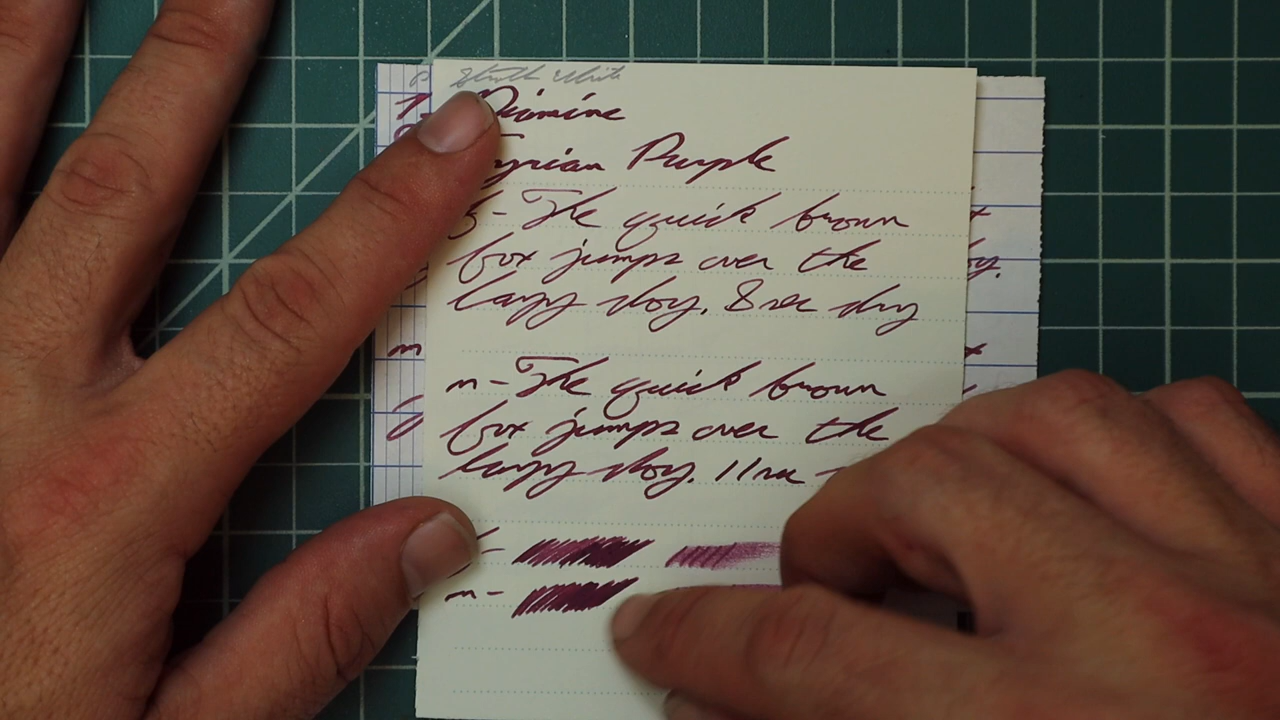 Diamine
Tyrian Purple
f - The quick brown
fox jumps over the
lazy dog. 8 sec dry
m - The quick brown
fox jumps over the
lazy dog. 11 sec
f -
m -